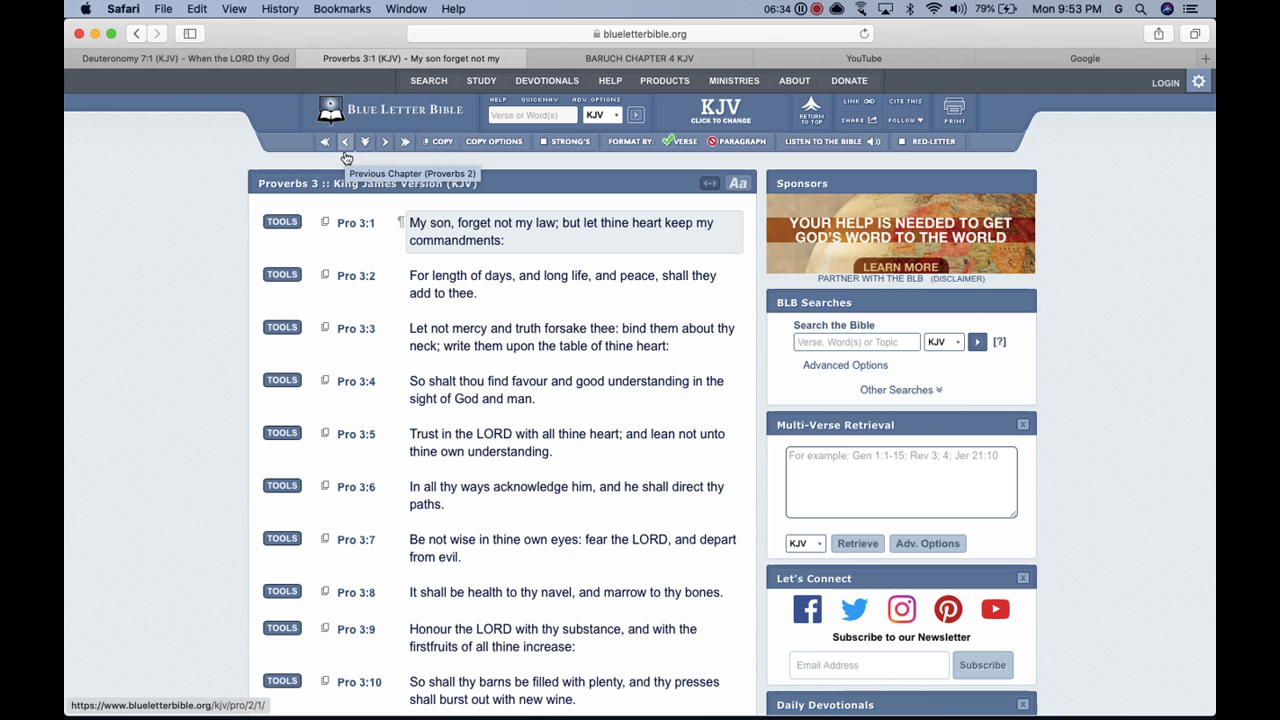 Safari File Edit View History Bookmarks Window Help 06:34 79% Mon 9:53 PM G
blueletterbible.org
Deuteronomy 7:1 (KJV) - When the LORD thy God
Proverbs 3:1 (KJV) - My son forget not my
BARUCH CHAPTER 4 KJV
YouTube
Google
SEARCH STUDY DEVOTIONALS HELP PRODUCTS MINISTRIES ABOUT DONATE LOGIN
BLUE LETTER BIBLE
HELP QUICKNAV ADV. OPTIONS
Verse or Word(s) KJV
KJV
CLICK TO CHANGE
RETURN TO TOP
LINK CITE THIS
SHARE FOLLOW
PRINT
COPY COPY OPTIONS STRONG'S FORMAT BY: VERSE PARAGRAPH LISTEN TO THE BIBLE RED-LETTER
Previous Chapter (Proverbs 2)
Proverbs 3 :: King James Version (KJV) Aa
TOOLS Pro 3:1 ¶ My son, forget not my law; but let thine heart keep my
commandments:
TOOLS Pro 3:2 For length of days, and long life, and peace, shall they
add to thee.
TOOLS Pro 3:3 Let not mercy and truth forsake thee: bind them about thy
neck; write them upon the table of thine heart:
TOOLS Pro 3:4 So shalt thou find favour and good understanding in the
sight of God and man.
TOOLS Pro 3:5 Trust in the LORD with all thine heart; and lean not unto
thine own understanding.
TOOLS Pro 3:6 In all thy ways acknowledge him, and he shall direct thy
paths.
TOOLS Pro 3:7 Be not wise in thine own eyes: fear the LORD, and depart
from evil.
TOOLS Pro 3:8 It shall be health to thy navel, and marrow to thy bones.
TOOLS Pro 3:9 Honour the LORD with thy substance, and with the
firstfruits of all thine increase:
TOOLS Pro 3:10 So shall thy barns be filled with plenty, and thy presses
shall burst out with new wine.
https://www.blueletterbible.org/kjv/pro/2/1/
Sponsors
YOUR HELP IS NEEDED TO GET
GOD'S WORD TO THE WORLD
LEARN MORE
PARTNER WITH THE BLB (DISCLAIMER)
BLB Searches
Search the Bible
Verse, Word(s) or Topic KJV [?]
Advanced Options
Other Searches
Multi-Verse Retrieval X
For example: Gen 1:1-15; Rev 3; 4; Jer 21:10
KJV Retrieve Adv. Options
Let's Connect X
Subscribe to our Newsletter
Email Address Subscribe
Daily Devotionals X